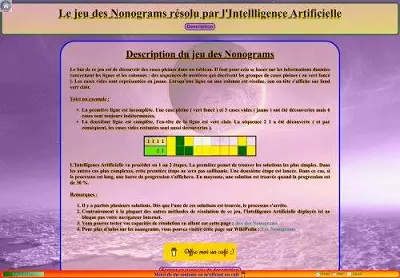 Le jeu des Nonograms résolu par l'Intellligence Artificielle
Description
Description du jeu des Nonograms
Le but de ce jeu est de découvrir des cases pleines dans un tableau. Il faut pour cela se baser sur les informations données
concernant les lignes et les colonnes : des séquences de nombres qui décrivent les groupes de cases pleines ( en vert foncé
). Les cases vides sont représentées en jaune. Lorsqu'une ligne ou une colonne est résolue, son en-tête s'affiche sur fond
vert clair.
Voici un exemple :
La première ligne est incomplète. Une case pleine ( vert foncé ) et 3 cases vides ( jaune ) ont été découvertes mais 6
cases sont toujours indéterminées.
La deuxième ligne est complète, l'en-tête de la ligne est vert clair. La séquence 2 1 a été découverte ( et par
conséquent, les cases vides restantes sont aussi découvertes ).
1 1 1 1
2 1
L'Intelligence Artificielle va procéder en 1 ou 2 étapes. La première permet de trouver les solutions les plus simples. Dans
les autres cas plus complexes, cette première étape ne sera pas suffisante. Une deuxième étape est lancée. Dans ce cas, si
le processus est long, une barre de progression s'affichera. En moyenne, une solution est trouvée quand la progression est
de 50 %.
Remarques :
1. Il y a parfois plusieurs solutions. Dès que l'une de ces solutions est trouvée, le processus s'arrête.
2. Contrairement à la plupart des autres méthodes de résolution de ce jeu, l'Intelligence Artificielle déployée ici ne
bloque pas votre navigateur Internet.
3. Vous pouvez tester vos capacités de résolution en allant sur cette page : Jeu des Nonograms
4. Pour plus d'infos sur les nonograms, vous pouvez visiter cette page sur WikiPedia : Les Nonograms
Offrez moi un café :)